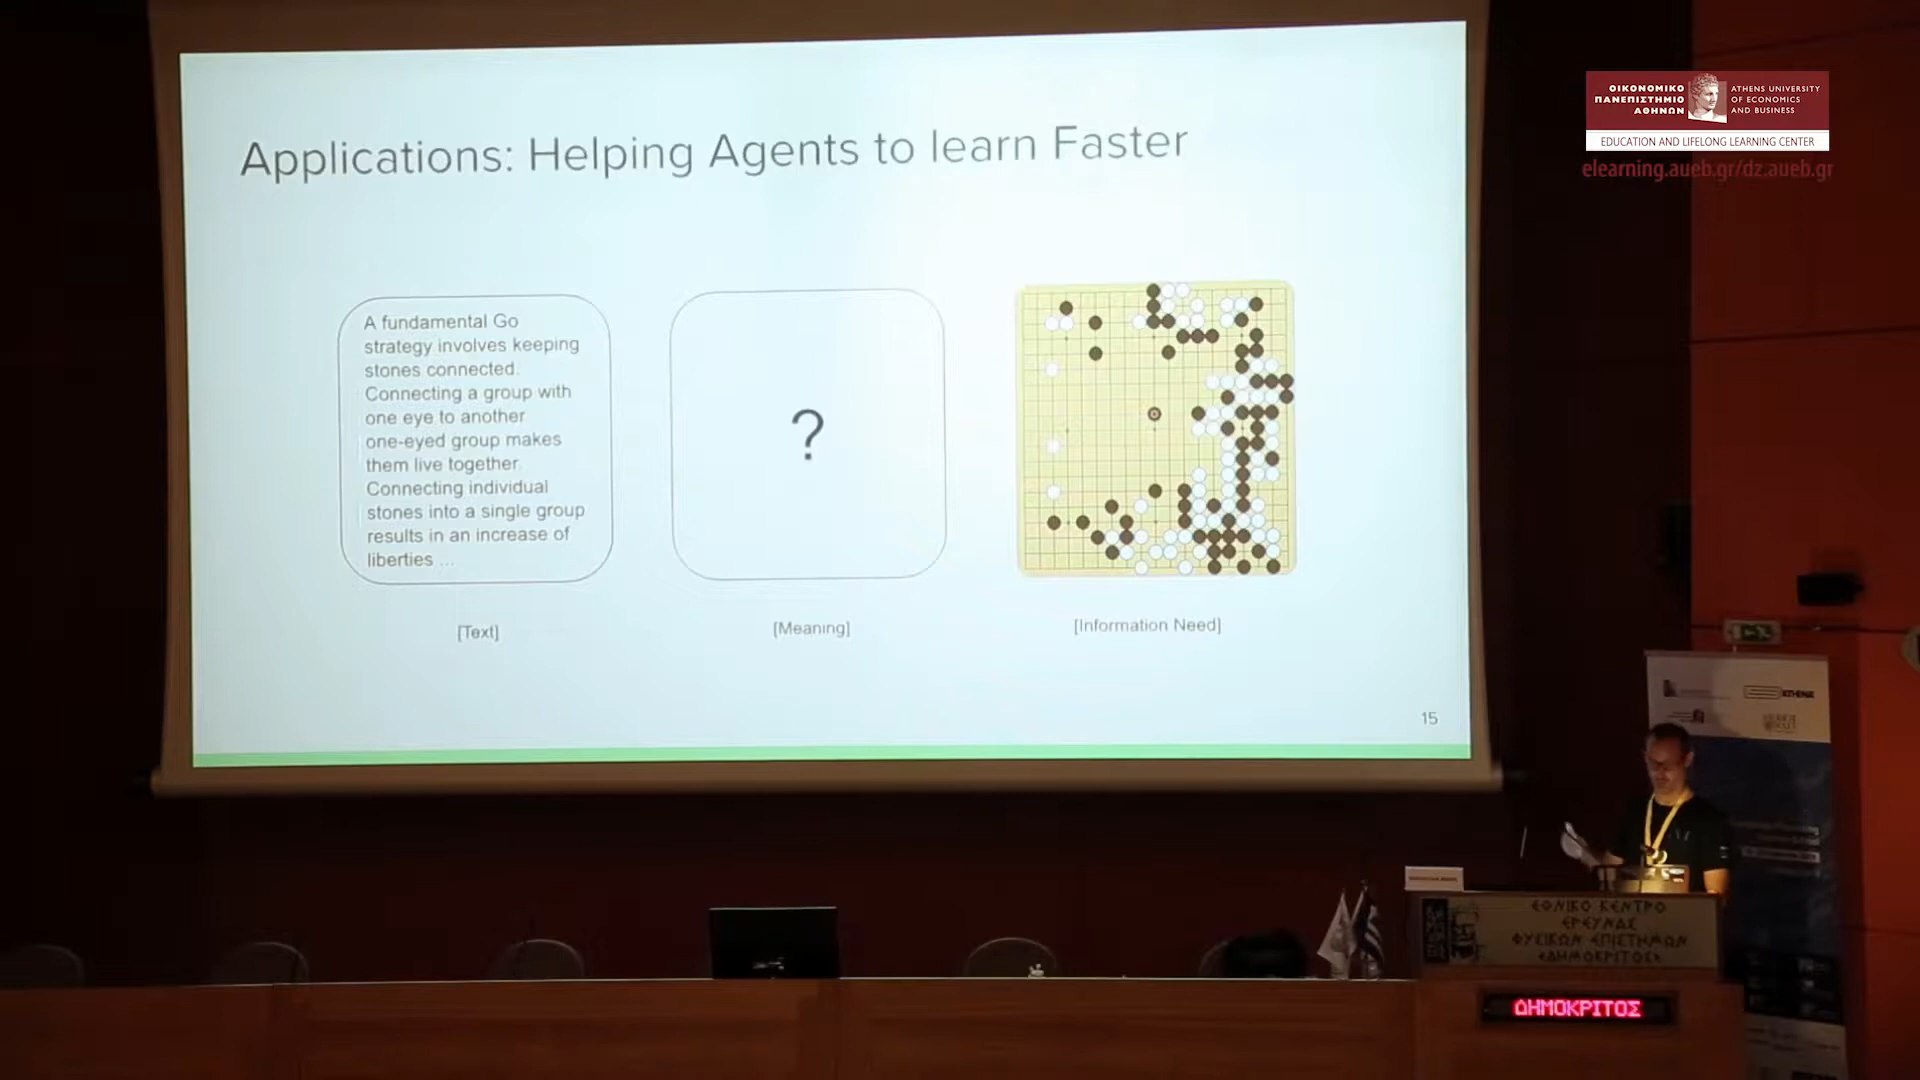 Applications: Helping Agents to learn Faster
A fundamental Go
strategy involves keeping
stones connected.
Connecting a group with
one eye to another
one-eyed group makes
them live together.
Connecting individual
stones into a single group
results in an increase of
liberties ...
?
[Text]
[Meaning]
[Information Need]
15
ΟΙΚΟΝΟΜΙΚΟ
ΠΑΝΕΠΙΣΤΗΜΙΟ
ΑΘΗΝΩΝ
ATHENS UNIVERSITY
OF ECONOMICS
AND BUSINESS
EDUCATION AND LIFELONG LEARNING CENTER
elearning.aueb.gr/dz.aueb.gr
ΕΘΝΙΚΟ ΚΕΝΤΡΟ
ΕΡΕΥΝΑΣ
ΦΥΣΙΚΩΝ ΕΠΙΣΤΗΜΩΝ
«ΔΗΜΟΚΡΙΤΟΣ»
ΔΗΜΟΚΡΙΤΟΣ